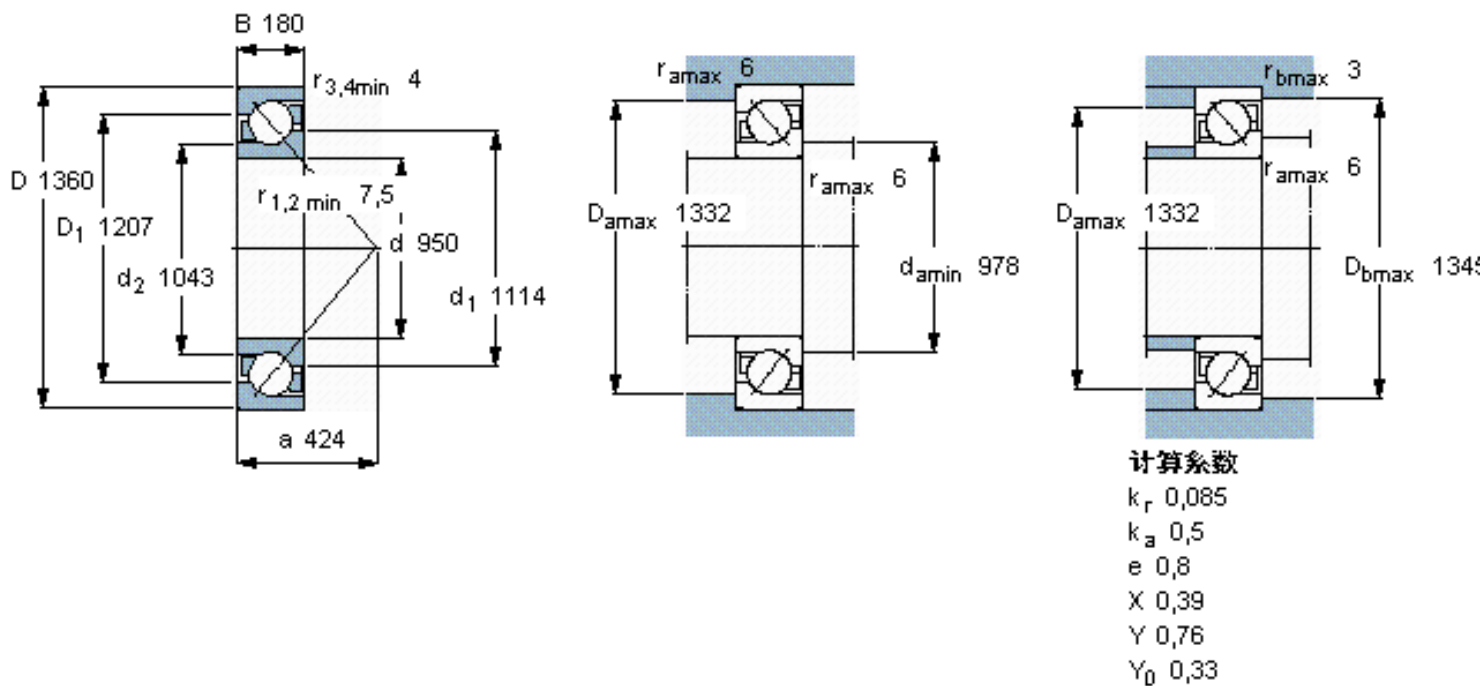 B 180
r3,4min 4
D 1360
D1 1207
d2 1043
r1,2 min 7,5
d 950
d1 1114
a 424
ramax 6
ramax 6
Damax 1332
damin 978
rbmax 3
ramax 6
Damax 1332
Dbmax 1345
计算系数
kr 0,085
ka 0,5
e 0,8
X 0,39
Y 0,76
Y0 0,33